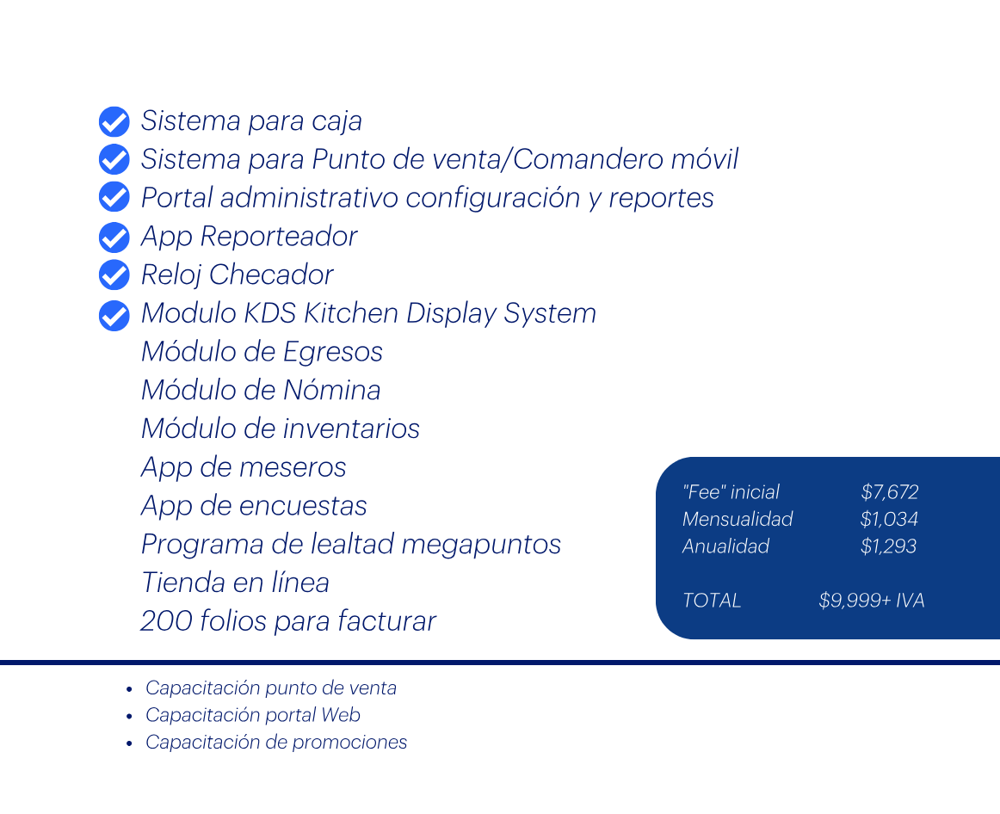 Sistema para caja
Sistema para Punto de venta/Comandero móvil
Portal administrativo configuración y reportes
App Reporteador
Reloj Checador
Modulo KDS Kitchen Display System
Módulo de Egresos
Módulo de Nómina
Módulo de inventarios
App de meseros
App de encuestas
Programa de lealtad megapuntos
Tienda en línea
200 folios para facturar
"Fee" inicial $7,672
Mensualidad $1,034
Anualidad $1,293
TOTAL $9,999+ IVA
• Capacitación punto de venta
• Capacitación portal Web
• Capacitación de promociones